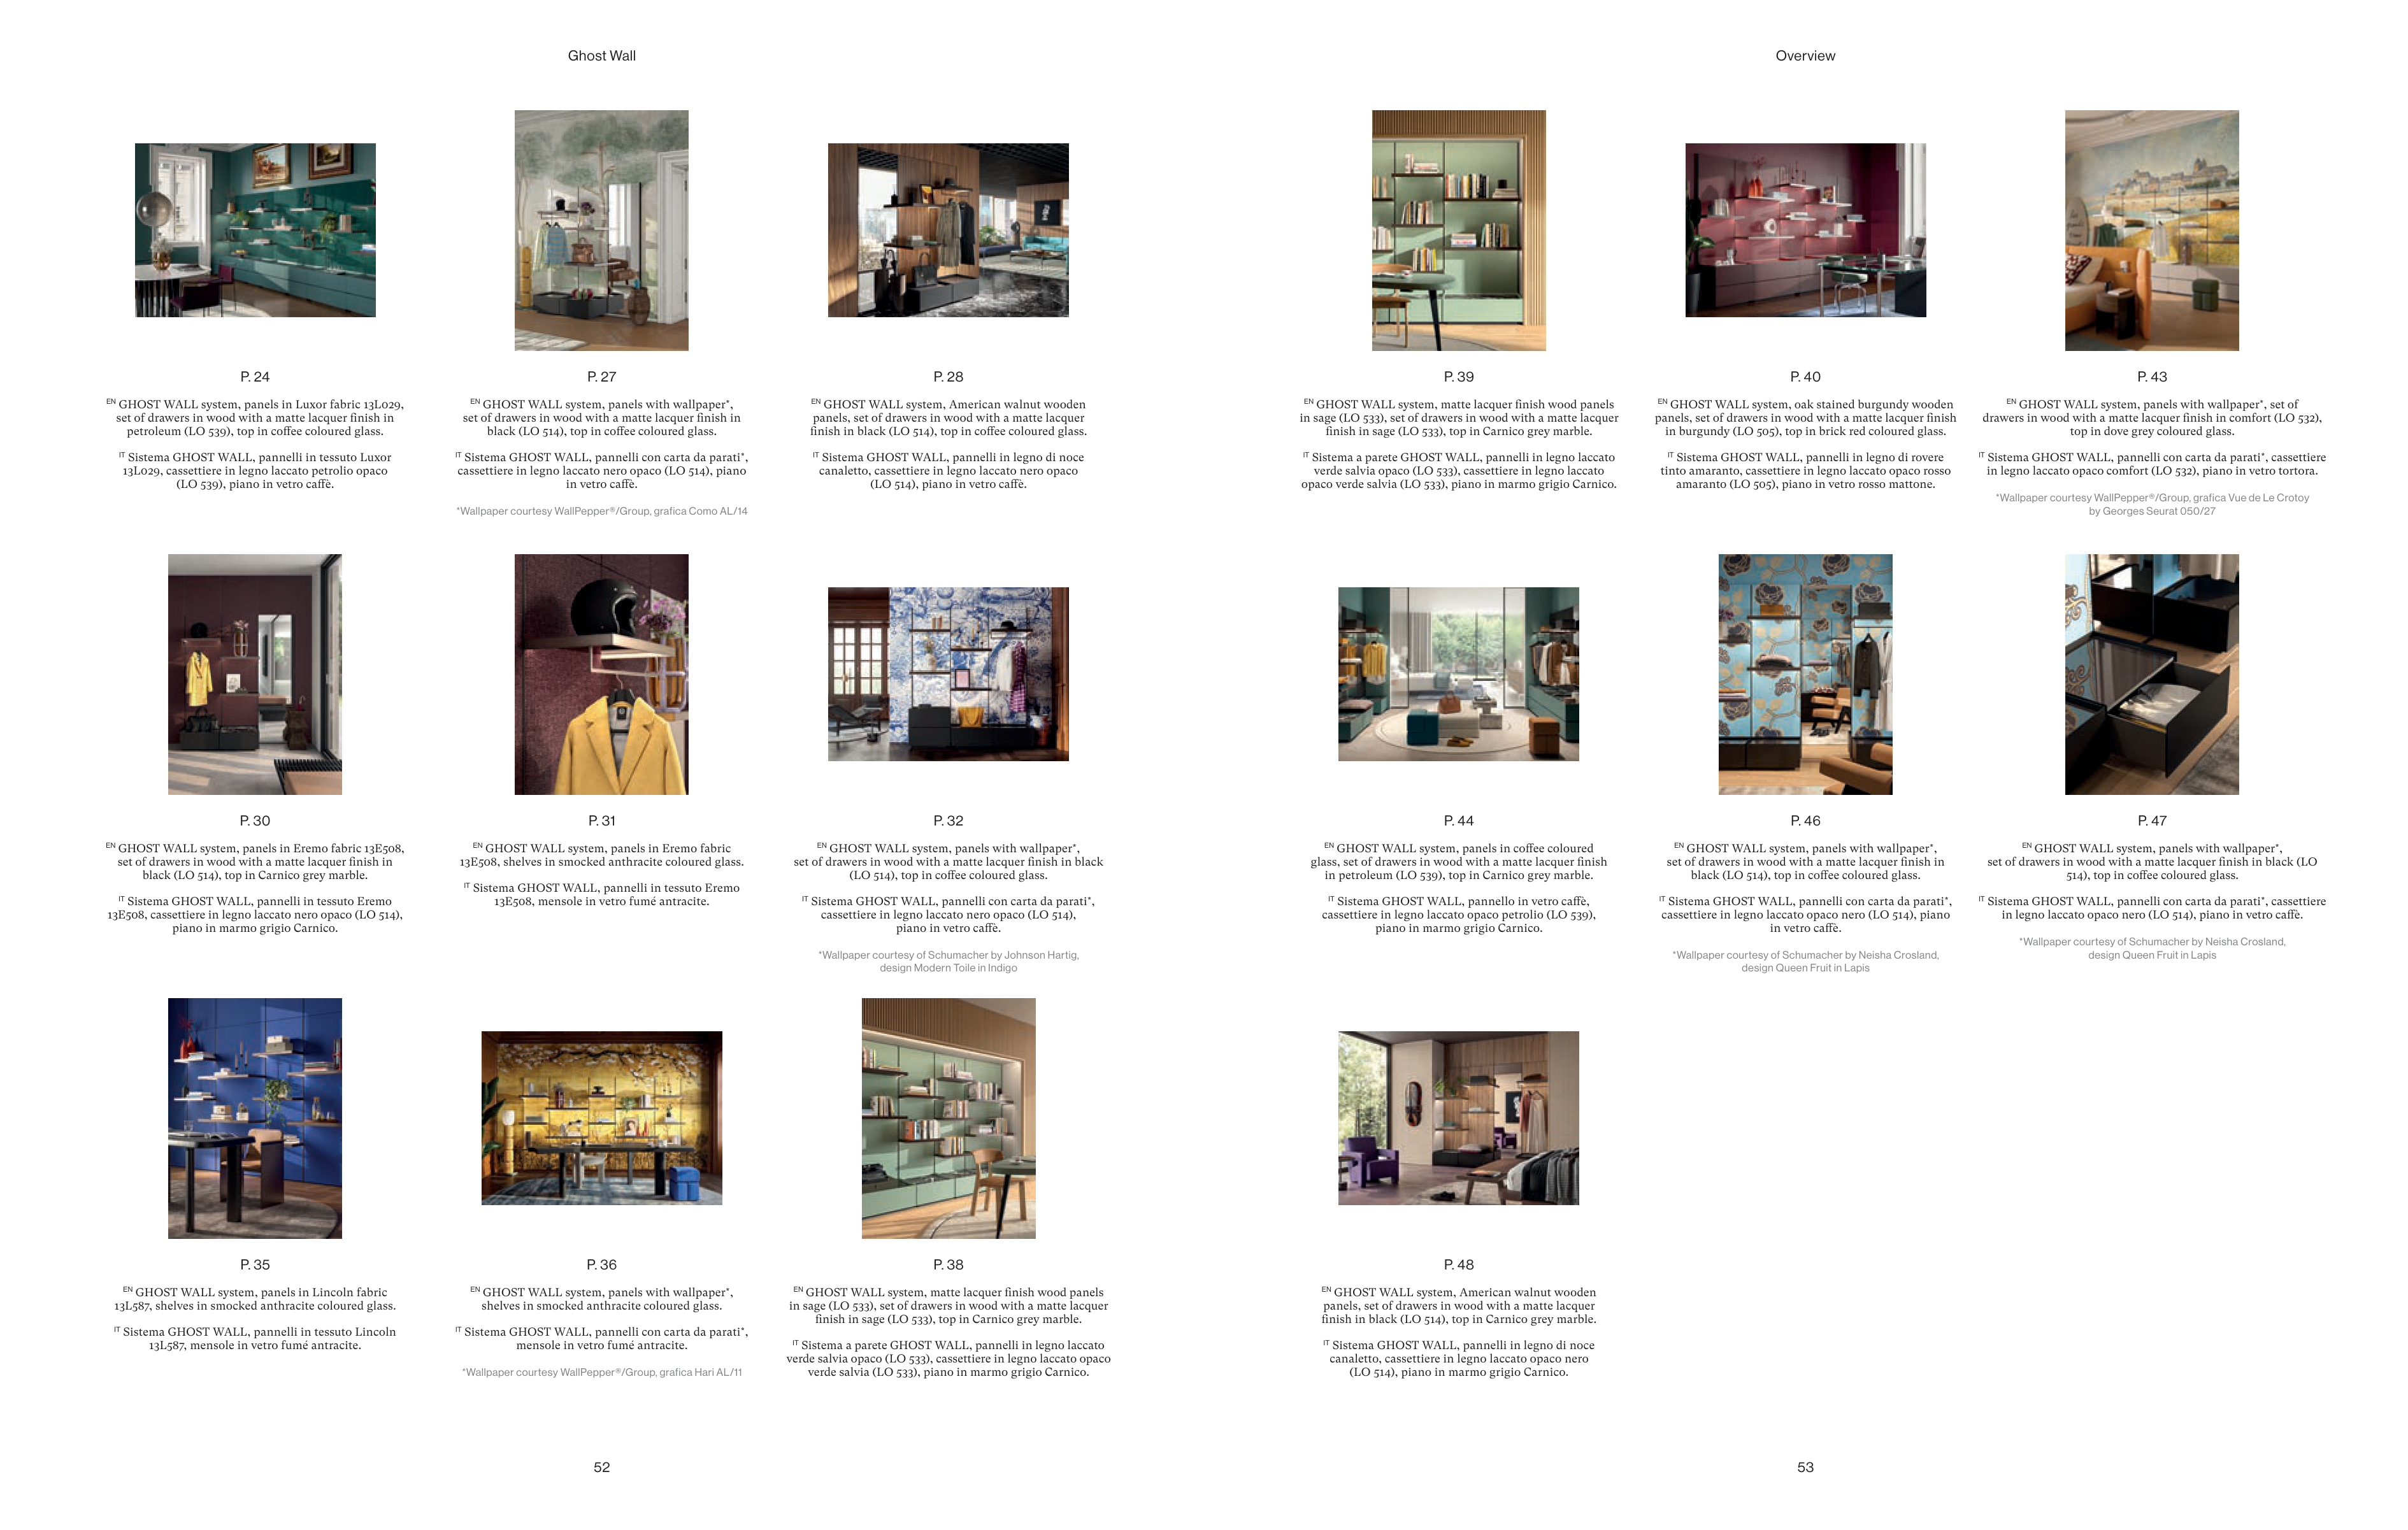 Ghost Wall
P. 24
EN GHOST WALL system, panels in Luxor fabric 13L029,
set of drawers in wood with a matte lacquer finish in
petroleum (LO 539), top in coffee coloured glass.
IT Sistema GHOST WALL, pannelli in tessuto Luxor
13L029, cassettiere in legno laccato petrolio opaco
(LO 539), piano in vetro caffè.
P. 27
EN GHOST WALL system, panels with wallpaper*,
set of drawers in wood with a matte lacquer finish in
black (LO 514), top in coffee coloured glass.
IT Sistema GHOST WALL, pannelli con carta da parati*,
cassettiere in legno laccato nero opaco (LO 514), piano
in vetro caffè.
*Wallpaper courtesy WallPepper®/Group, grafica Como AL/14
P. 28
EN GHOST WALL system, American walnut wooden
panels, set of drawers in wood with a matte lacquer
finish in black (LO 514), top in coffee coloured glass.
IT Sistema GHOST WALL, pannelli in legno di noce
canaletto, cassettiere in legno laccato nero opaco
(LO 514), piano in vetro caffè.
P. 30
EN GHOST WALL system, panels in Eremo fabric 13E508,
set of drawers in wood with a matte lacquer finish in
black (LO 514), top in Carnico grey marble.
IT Sistema GHOST WALL, pannelli in tessuto Eremo
13E508, cassettiere in legno laccato nero opaco (LO 514),
piano in marmo grigio Carnico.
P. 31
EN GHOST WALL system, panels in Eremo fabric
13E508, shelves in smocked anthracite coloured glass.
IT Sistema GHOST WALL, pannelli in tessuto Eremo
13E508, mensole in vetro fumé antracite.
P. 32
EN GHOST WALL system, panels with wallpaper*,
set of drawers in wood with a matte lacquer finish in black
(LO 514), top in coffee coloured glass.
IT Sistema GHOST WALL, pannelli con carta da parati*,
cassettiere in legno laccato nero opaco (LO 514),
piano in vetro caffè.
*Wallpaper courtesy of Schumacher by Johnson Hartig,
design Modern Toile in Indigo
P. 35
EN GHOST WALL system, panels in Lincoln fabric
13L587, shelves in smocked anthracite coloured glass.
IT Sistema GHOST WALL, pannelli in tessuto Lincoln
13L587, mensole in vetro fumé antracite.
P. 36
EN GHOST WALL system, panels with wallpaper*,
shelves in smocked anthracite coloured glass.
IT Sistema GHOST WALL, pannelli con carta da parati*,
mensole in vetro fumé antracite.
*Wallpaper courtesy WallPepper®/Group, grafica Hari AL/11
P. 38
EN GHOST WALL system, matte lacquer finish wood panels
in sage (LO 533), set of drawers in wood with a matte lacquer
finish in sage (LO 533), top in Carnico grey marble.
IT Sistema a parete GHOST WALL, pannelli in legno laccato
verde salvia opaco (LO 533), cassettiere in legno laccato opaco
verde salvia (LO 533), piano in marmo grigio Carnico.
52
Overview
P. 39
EN GHOST WALL system, matte lacquer finish wood panels
in sage (LO 533), set of drawers in wood with a matte lacquer
finish in sage (LO 533), top in Carnico grey marble.
IT Sistema a parete GHOST WALL, pannelli in legno laccato
verde salvia opaco (LO 533), cassettiere in legno laccato
opaco verde salvia (LO 533), piano in marmo grigio Carnico.
P. 40
EN GHOST WALL system, oak stained burgundy wooden
panels, set of drawers in wood with a matte lacquer finish
in burgundy (LO 505), top in brick red coloured glass.
IT Sistema GHOST WALL, pannelli in legno di rovere
tinto amaranto, cassettiere in legno laccato opaco rosso
amaranto (LO 505), piano in vetro rosso mattone.
P. 43
EN GHOST WALL system, panels with wallpaper*, set of
drawers in wood with a matte lacquer finish in comfort (LO 532),
top in dove grey coloured glass.
IT Sistema GHOST WALL, pannelli con carta da parati*, cassettiere
in legno laccato opaco comfort (LO 532), piano in vetro tortora.
*Wallpaper courtesy WallPepper®/Group, grafica Vue de Le Crotoy
by Georges Seurat 050/27
P. 44
EN GHOST WALL system, panels in coffee coloured
glass, set of drawers in wood with a matte lacquer finish
in petroleum (LO 539), top in Carnico grey marble.
IT Sistema GHOST WALL, pannello in vetro caffè,
cassettiere in legno laccato opaco petrolio (LO 539),
piano in marmo grigio Carnico.
P. 46
EN GHOST WALL system, panels with wallpaper*,
set of drawers in wood with a matte lacquer finish in
black (LO 514), top in coffee coloured glass.
IT Sistema GHOST WALL, pannelli con carta da parati*,
cassettiere in legno laccato opaco nero (LO 514), piano
in vetro caffè.
*Wallpaper courtesy of Schumacher by Neisha Crosland,
design Queen Fruit in Lapis
P. 47
EN GHOST WALL system, panels with wallpaper*,
set of drawers in wood with a matte lacquer finish in black (LO
514), top in coffee coloured glass.
IT Sistema GHOST WALL, pannelli con carta da parati*, cassettiere
in legno laccato opaco nero (LO 514), piano in vetro caffè.
*Wallpaper courtesy of Schumacher by Neisha Crosland,
design Queen Fruit in Lapis
P. 48
EN GHOST WALL system, American walnut wooden
panels, set of drawers in wood with a matte lacquer
finish in black (LO 514), top in Carnico grey marble.
IT Sistema GHOST WALL, pannelli in legno di noce
canaletto, cassettiere in legno laccato opaco nero
(LO 514), piano in marmo grigio Carnico.
53